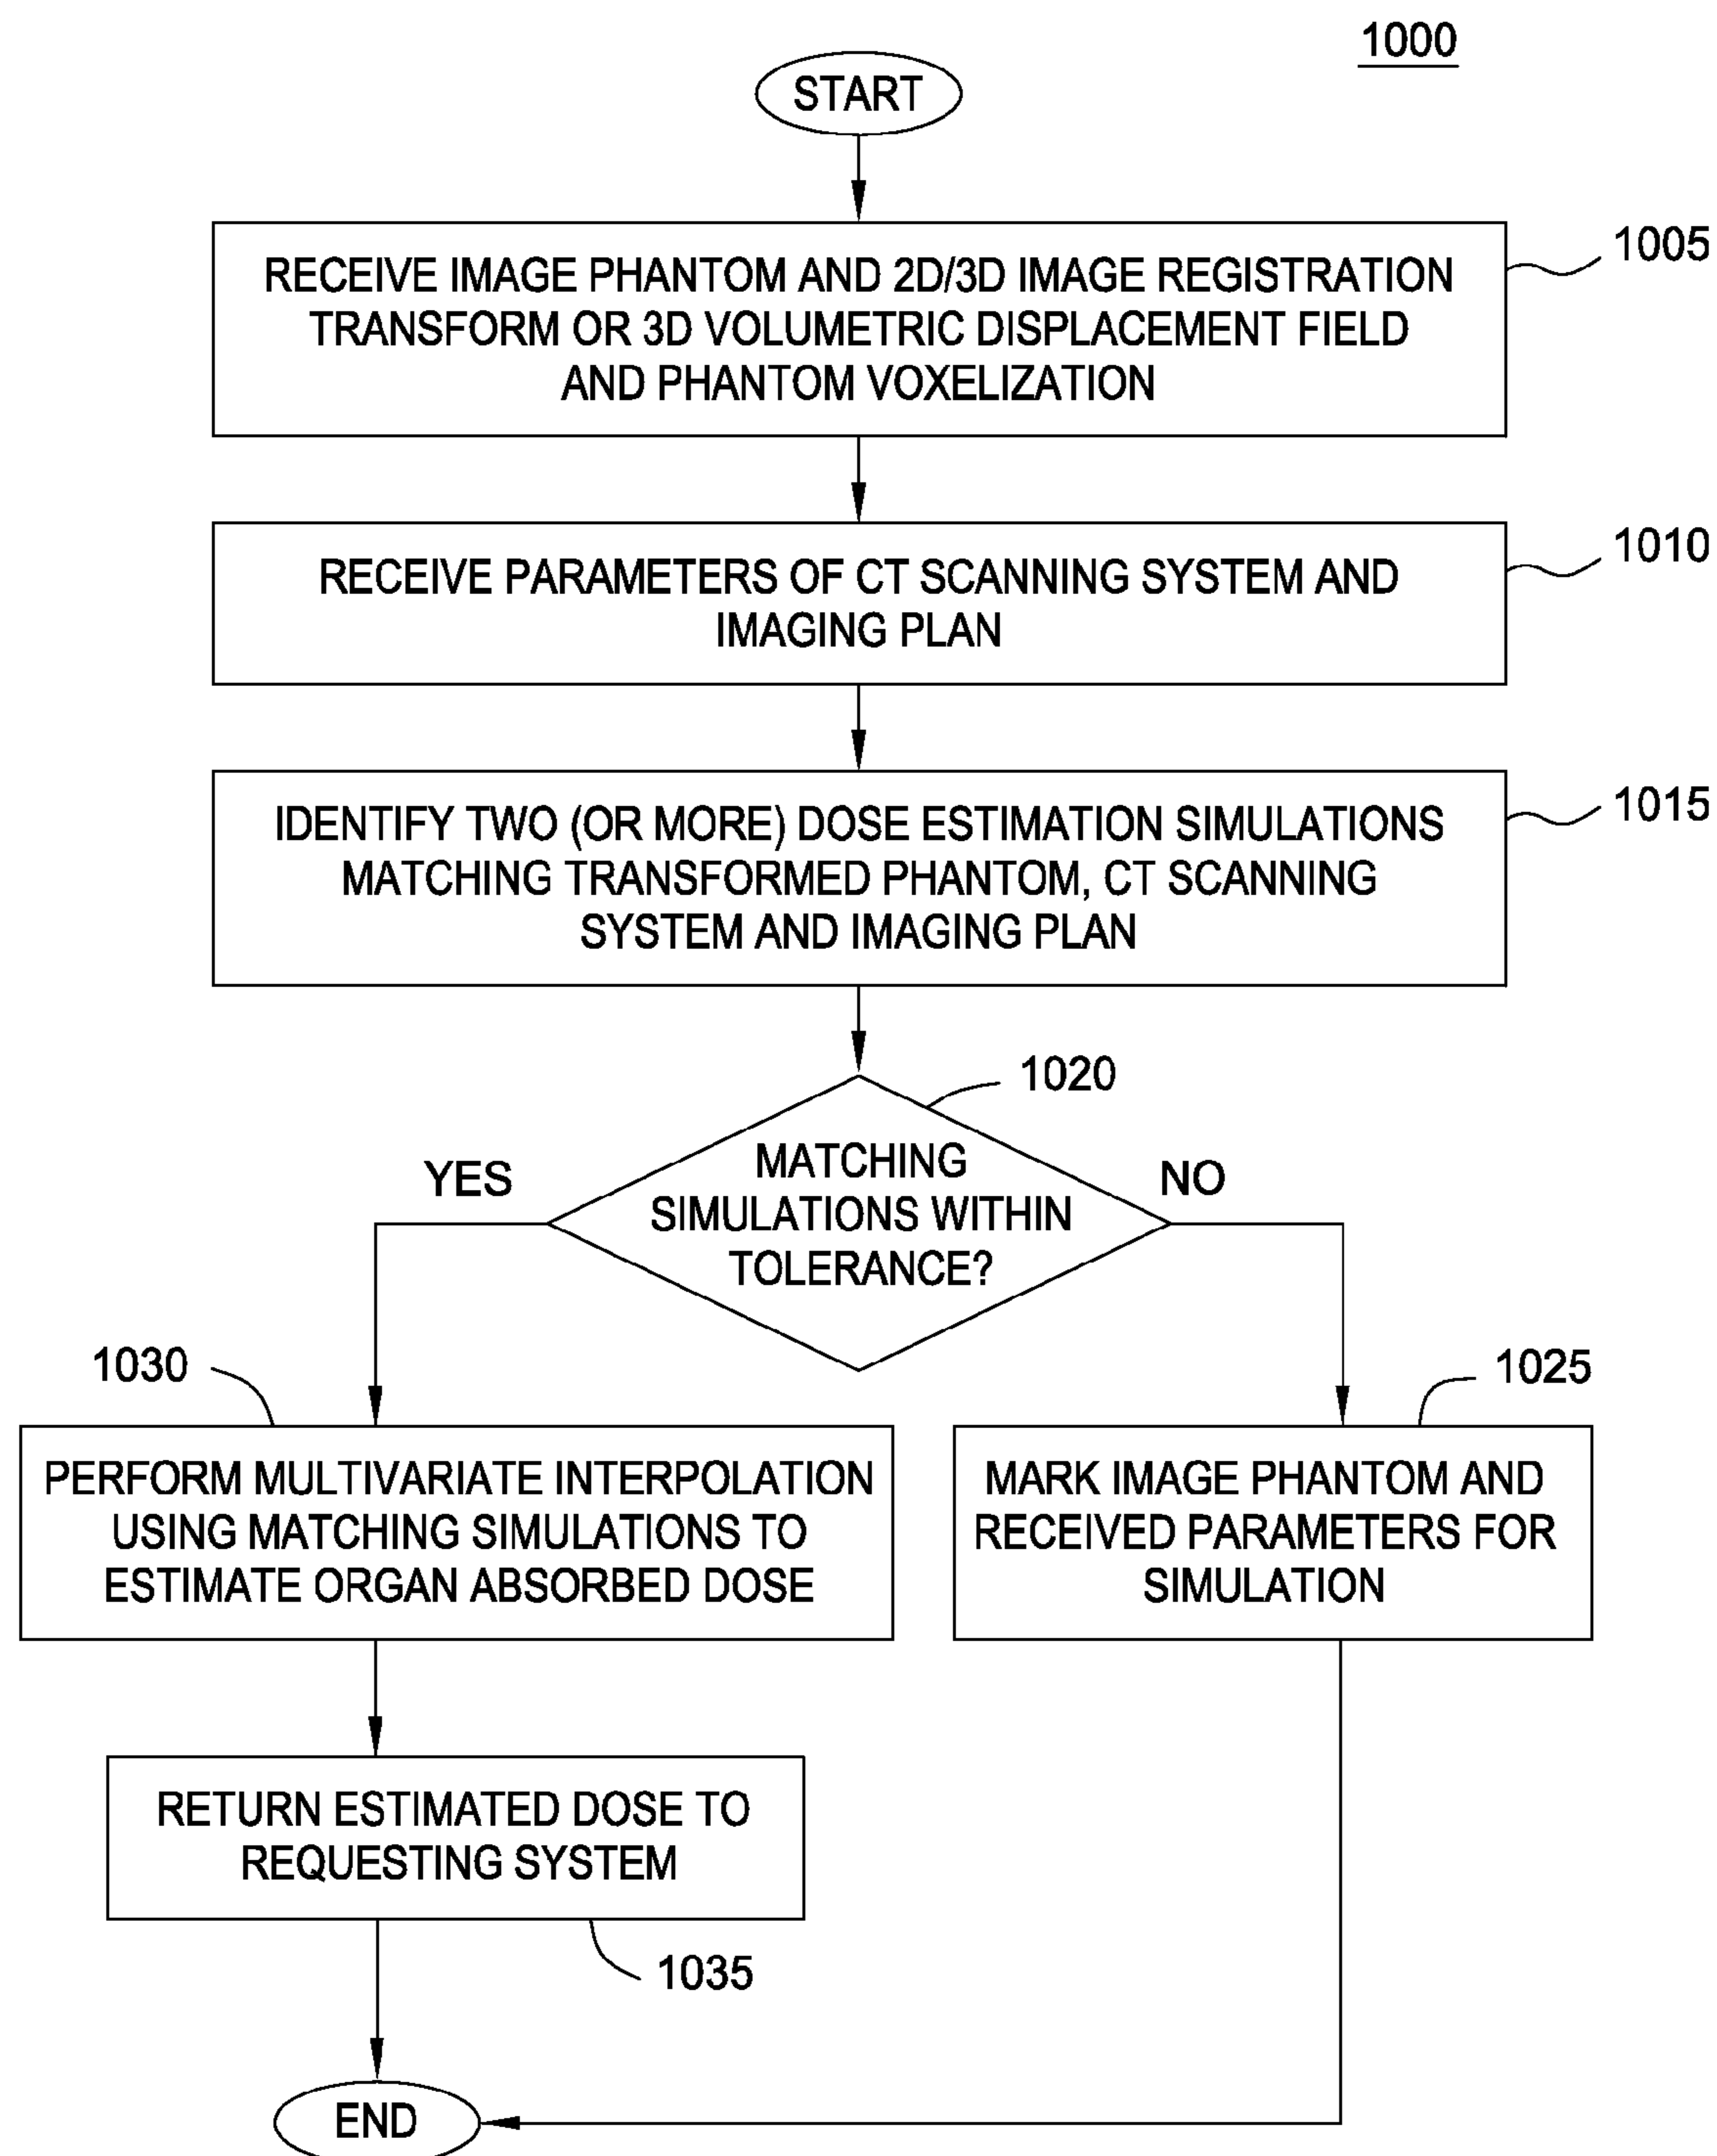 1000
START
RECEIVE IMAGE PHANTOM AND 2D/3D IMAGE REGISTRATION
TRANSFORM OR 3D VOLUMETRIC DISPLACEMENT FIELD
AND PHANTOM VOXELIZATION
1005
RECEIVE PARAMETERS OF CT SCANNING SYSTEM AND
IMAGING PLAN
1010
IDENTIFY TWO (OR MORE) DOSE ESTIMATION SIMULATIONS
MATCHING TRANSFORMED PHANTOM, CT SCANNING
SYSTEM AND IMAGING PLAN
1015
1020
MATCHING
SIMULATIONS WITHIN
TOLERANCE?
YES
NO
1030
PERFORM MULTIVARIATE INTERPOLATION
USING MATCHING SIMULATIONS TO
ESTIMATE ORGAN ABSORBED DOSE
1025
MARK IMAGE PHANTOM AND
RECEIVED PARAMETERS FOR
SIMULATION
RETURN ESTIMATED DOSE TO
REQUESTING SYSTEM
1035
END